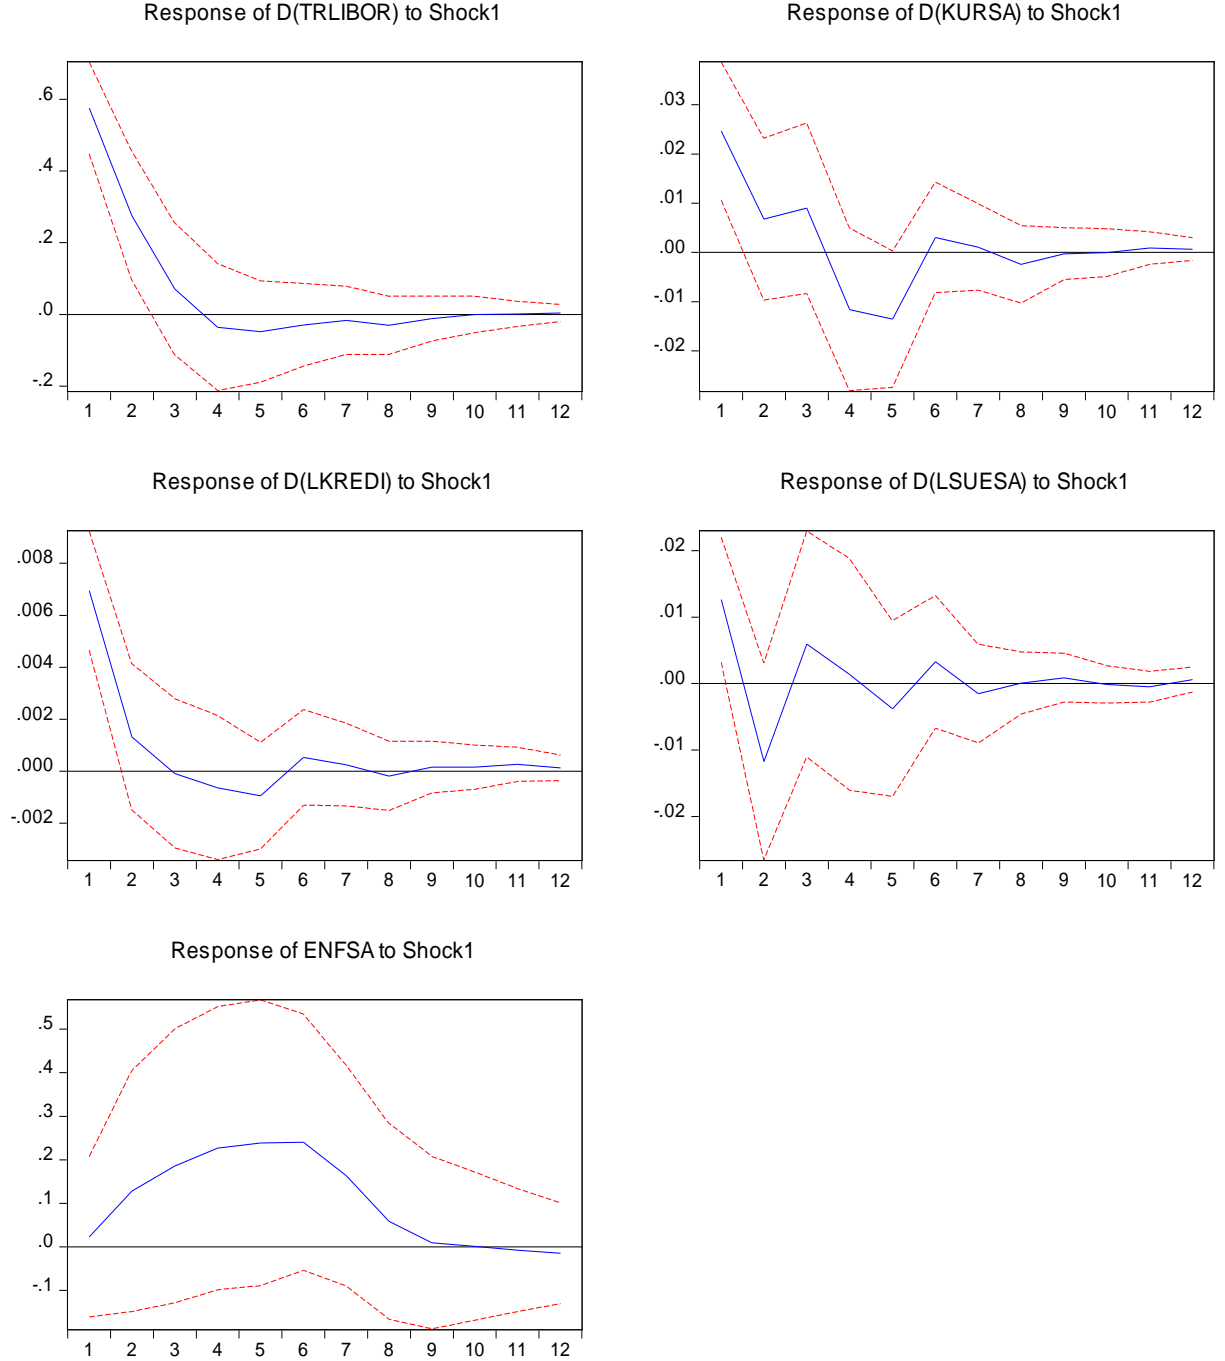 Response of D(TRLIBOR) to Shock1
.6
.4
.2
.0
-.2
1 2 3 4 5 6 7 8 9 10 11 12
Response of D(KURSA) to Shock1
.03
.02
.01
.00
-.01
-.02
1 2 3 4 5 6 7 8 9 10 11 12
Response of D(LKREDI) to Shock1
.008
.006
.004
.002
.000
-.002
1 2 3 4 5 6 7 8 9 10 11 12
Response of D(LSUESA) to Shock1
.02
.01
.00
-.01
-.02
1 2 3 4 5 6 7 8 9 10 11 12
Response of ENFSA to Shock1
.5
.4
.3
.2
.1
.0
-.1
1 2 3 4 5 6 7 8 9 10 11 12